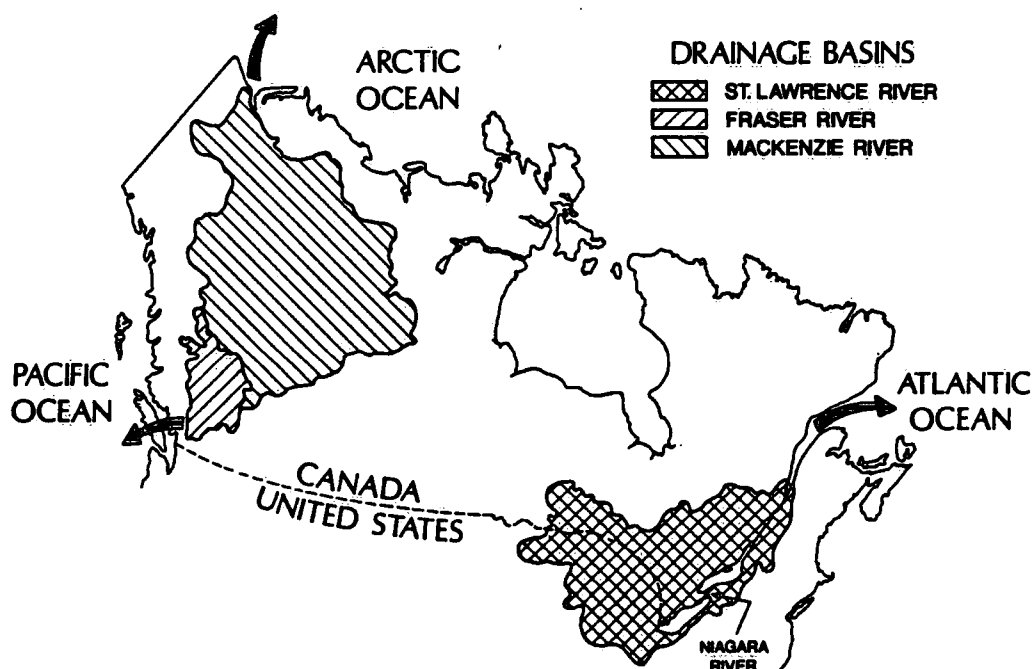 ARCTIC
OCEAN
DRAINAGE BASINS
ST. LAWRENCE RIVER
FRASER RIVER
MACKENZIE RIVER
PACIFIC
OCEAN
ATLANTIC
OCEAN
CANADA
UNITED STATES
NIAGARA
RIVER